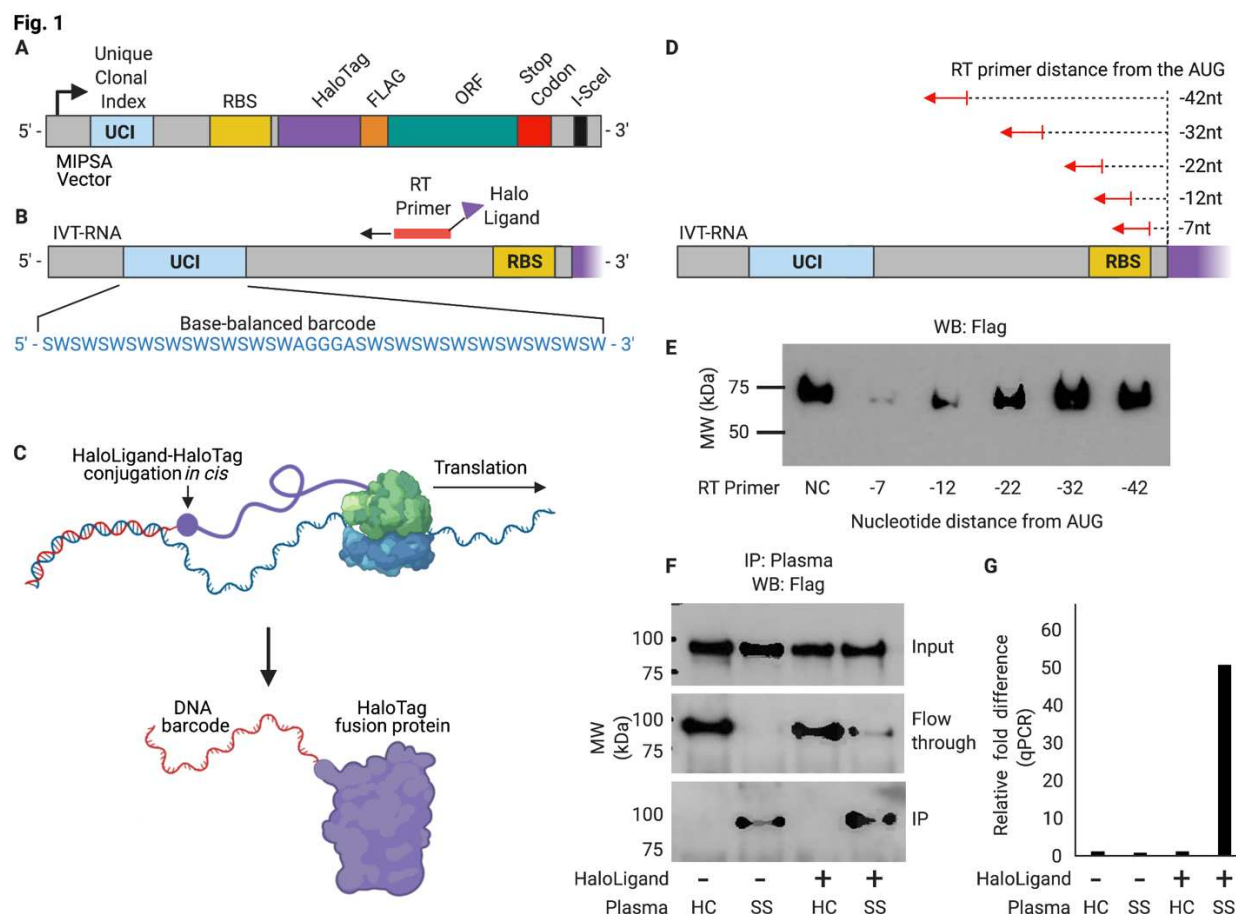 Fig. 1
A
Unique
Clonal
Index
RBS
HaloTag
FLAG
ORF
Stop
Codon
I-SceI
5' -
UCI
- 3'
MIPSA
Vector
B
RT
Primer
Halo
Ligand
IVT-RNA
5' -
UCI
RBS
- 3'
Base-balanced barcode
5' - SWSWSWSWSWSWSWSWSWAGGGASWSWSWSWSWSWSWSWSW - 3'
C
HaloLigand-HaloTag
conjugation in cis
Translation
DNA
barcode
HaloTag
fusion protein
D
RT primer distance from the AUG
-42nt
-32nt
-22nt
-12nt
-7nt
IVT-RNA
5' -
UCI
RBS
- 3'
E
WB: Flag
MW (kDa)
75
50
RT Primer NC -7 -12 -22 -32 -42
Nucleotide distance from AUG
F
IP: Plasma
WB: Flag
MW
(kDa)
100
75
Input
100
75
Flow
through
100
75
IP
HaloLigand - - + +
Plasma HC SS HC SS
G
Relative fold difference
(qPCR)
60
50
40
30
20
10
0
HaloLigand - - + +
Plasma HC SS HC SS